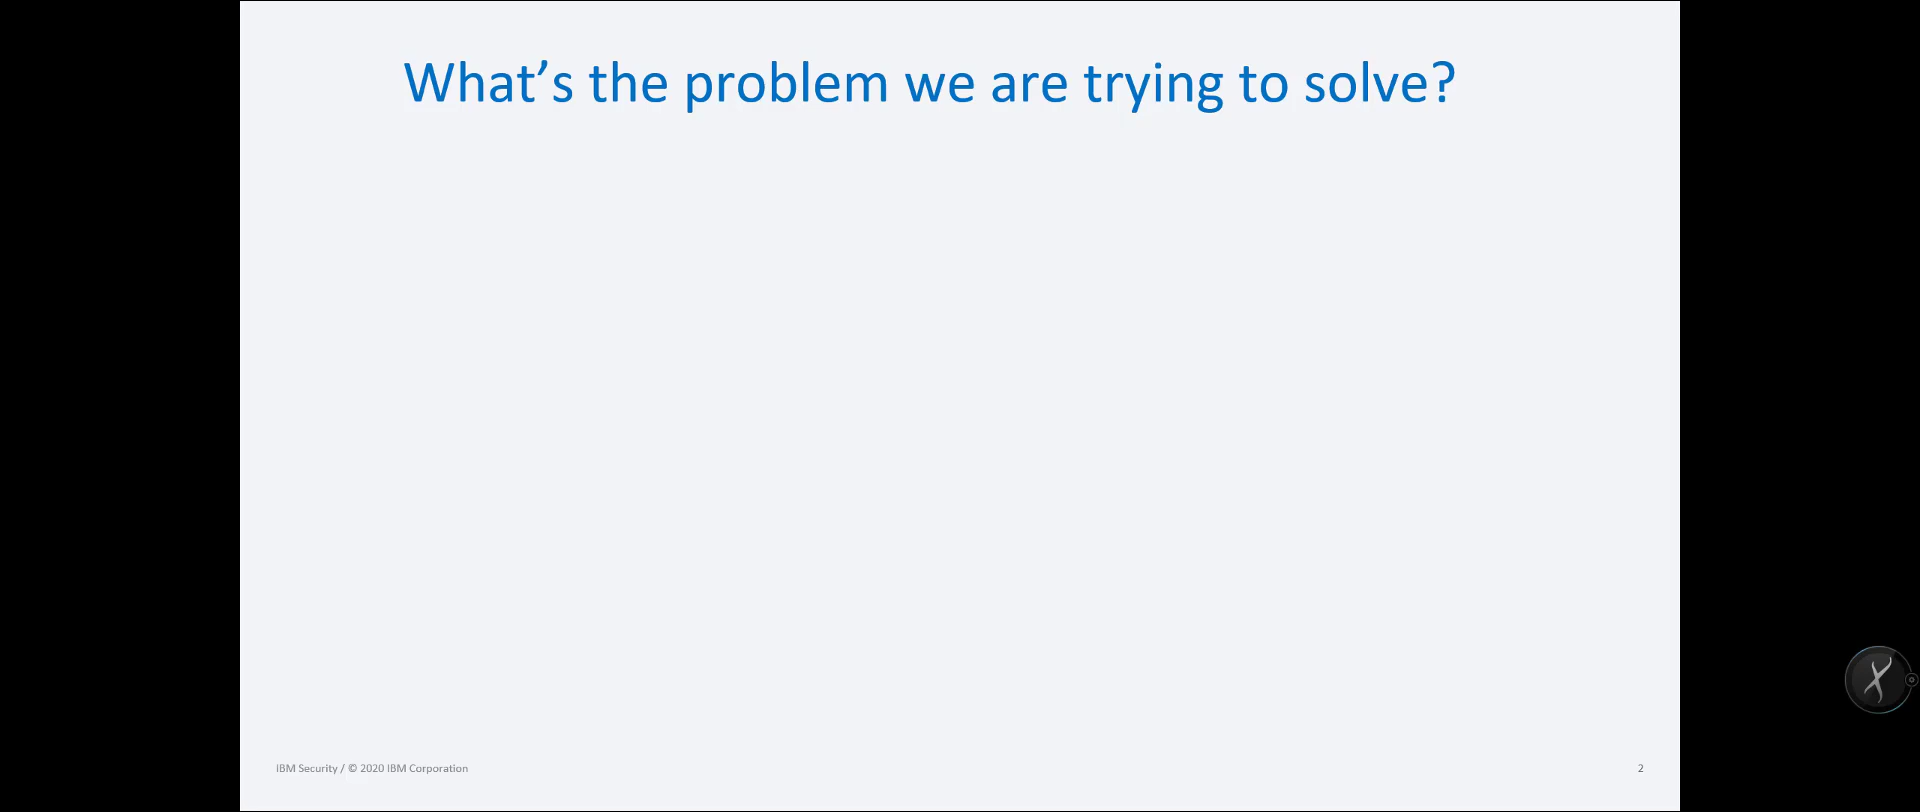 What’s the problem we are trying to solve?
IBM Security / © 2020 IBM Corporation
2